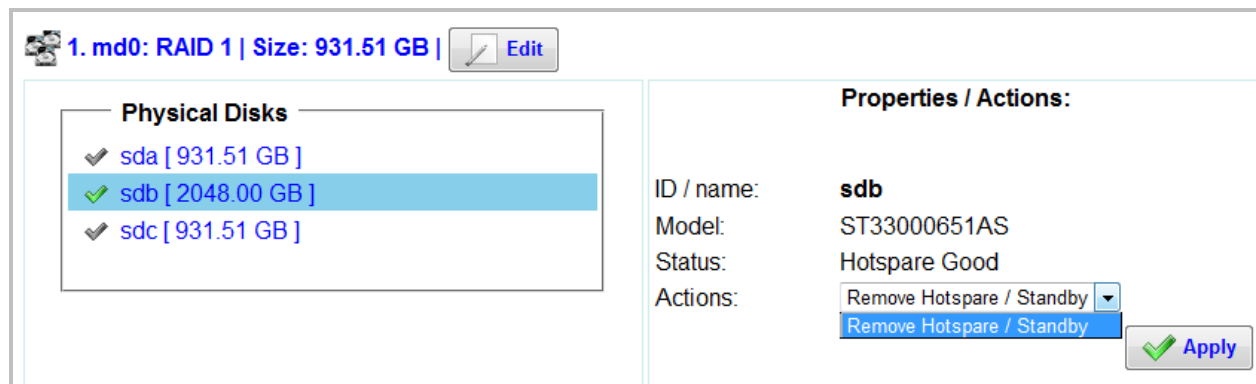 1. md0: RAID 1 | Size: 931.51 GB | Edit
Physical Disks
sda [ 931.51 GB ]
sdb [ 2048.00 GB ]
sdc [ 931.51 GB ]
Properties / Actions:
ID / name: sdb
Model: ST33000651AS
Status: Hotspare Good
Actions: Remove Hotspare / Standby
Remove Hotspare / Standby
Apply